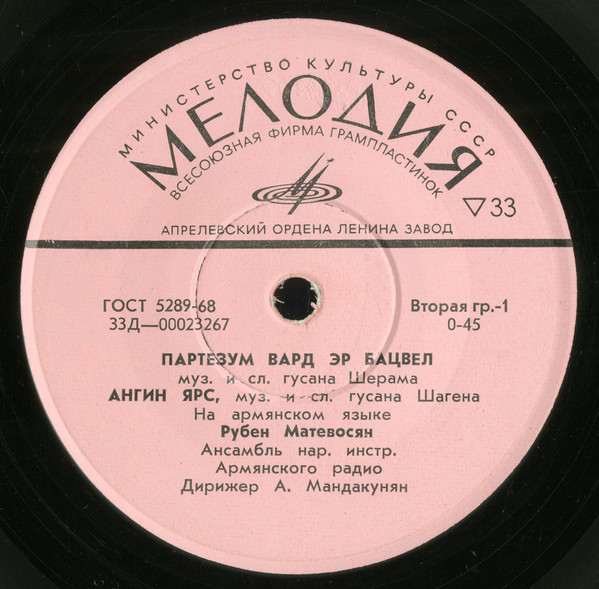 МИНИСТЕРСТВО КУЛЬТУРЫ СССР
МЕЛОДИЯ
ВСЕСОЮЗНАЯ ФИРМА ГРАМПЛАСТИНОК
▽33
АПРЕЛЕВСКИЙ ОРДЕНА ЛЕНИНА ЗАВОД
ГОСТ 5289-68 Вторая гр.-1
33Д—00023267 0-45
ПАРТЕЗУМ ВАРД ЭР БАЦВЕЛ
муз. и сл. гусана Шерама
АНГИН ЯРС, муз. и сл. гусана Шагена
На армянском языке
Рубен Матевосян
Ансамбль нар. инстр.
Армянского радио
Дирижер А. Мандакунян